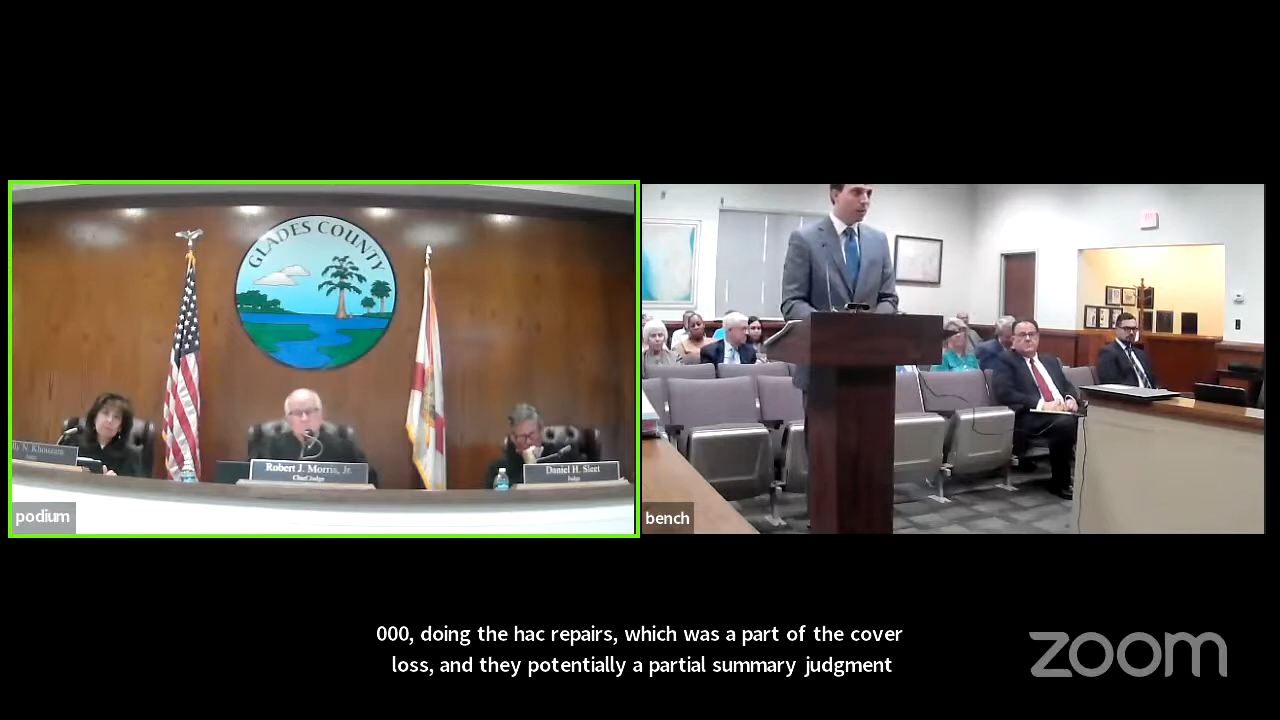 GLADES COUNTY
N. Khouzam
Robert J. Morris, Jr.
Chief Judge
Daniel H. Sleet
Judge
podium
bench
000, doing the hac repairs, which was a part of the cover
loss, and they potentially a partial summary judgment
zoom